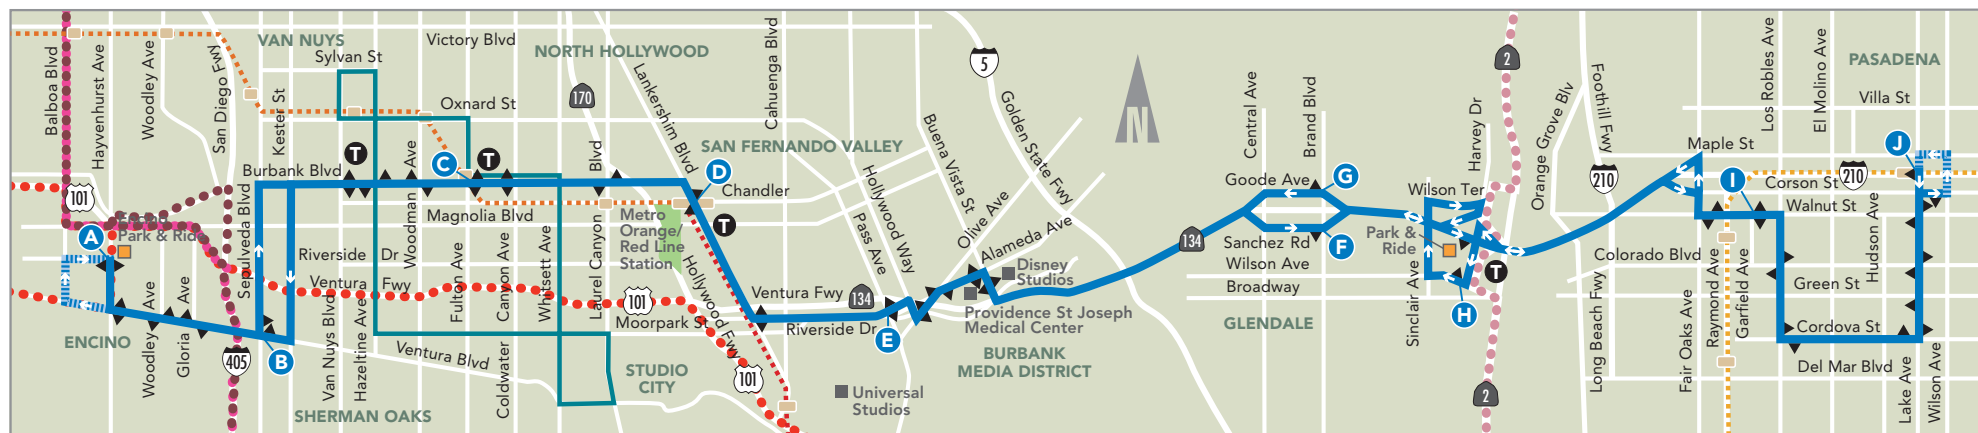 VAN NUYS
Victory Blvd
Sylvan St
NORTH HOLLYWOOD
Balboa Blvd
Hayvenhurst Ave
Woodley Ave
San Diego Fwy
Kester St
Oxnard St
170
Lankershim Blvd
Cahuenga Blvd
5
Golden State Fwy
N
Central Ave
Brand Blvd
Harvey Dr
2
Orange Grove Blv
Foothill Fwy
Los Robles Ave
El Molino Ave
PASADENA
Villa St
SAN FERNANDO VALLEY
Buena Vista St
Hollywood Way
T
C
T
Burbank Blvd
Woodman Ave
Laurel Canyon Blvd
D
Chandler
101
Magnolia Blvd
Metro
Orange/
Red Line
Station
T
Pass Ave
Olive Ave
Alameda Ave
134
Goode Ave
G
Sanchez Rd
F
Wilson Ave
Broadway
Wilson Ter
Park &
Ride
T
H
Sinclair Ave
210
Maple St
I
210
J
Corson St
Walnut St
Colorado Blvd
Hudson Ave
Green St
Cordova St
Del Mar Blvd
Encino
Park & Ride
A
Sepulveda Blvd
Riverside Dr
Ventura Fwy
Fulton Ave
Coldwater Canyon Ave
Whitsett Ave
101
Moorpark St
Hollywood Fwy
Ventura Fwy
134
Riverside Dr
E
Disney
Studios
Providence St Joseph
Medical Center
BURBANK
MEDIA DISTRICT
GLENDALE
2
Long Beach Fwy
Fair Oaks Ave
Raymond Ave
Garfield Ave
Lake Ave
Wilson Ave
ENCINO
Woodley Ave
Gloria Ave
405
B
Van Nuys Blvd
Hazeltine Ave
Ventura Blvd
SHERMAN OAKS
STUDIO
CITY
101
Universal
Studios